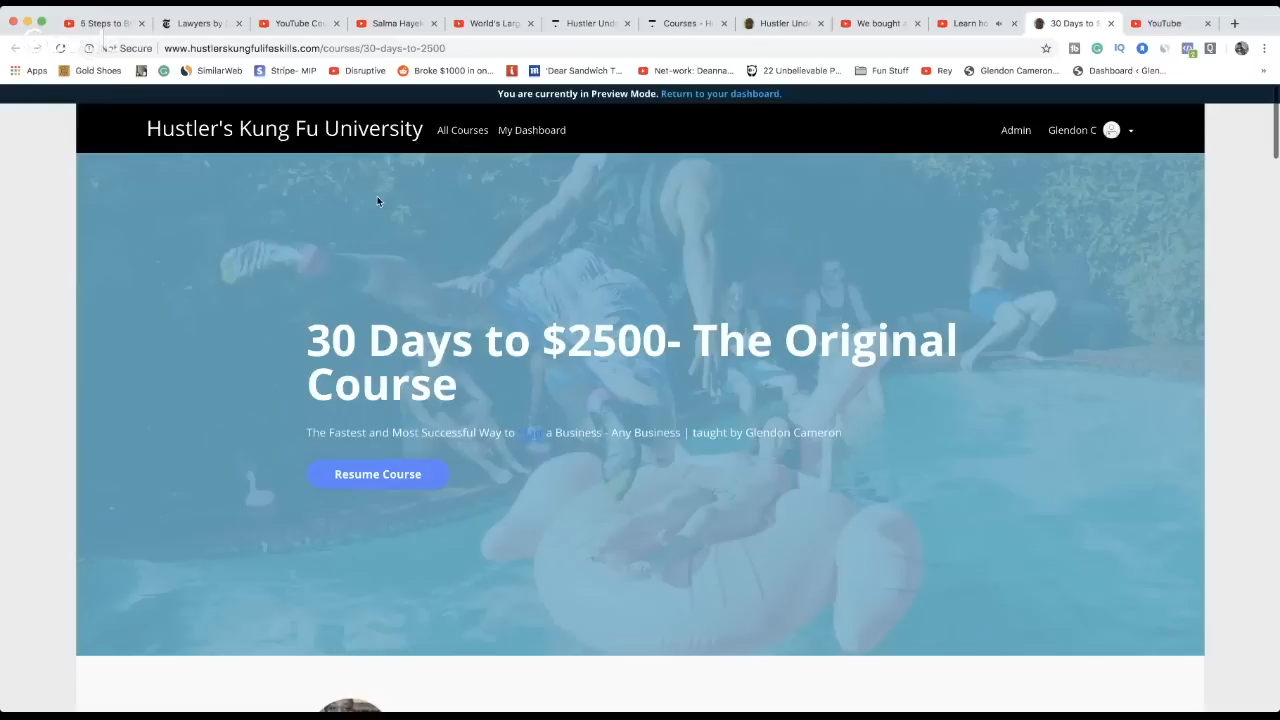 5 Steps to B
Lawyers by
YouTube Cou
Salma Hayek
World's Larg
Hustler Unde
Courses - H
Hustler Und
We bought a
Learn ho
30 Days to $
YouTube
Not Secure | www.hustlerskungfulifeskills.com/courses/30-days-to-2500
Apps
Gold Shoes
SimilarWeb
Stripe- MIP
Disruptive
Broke $1000 in on...
'Dear Sandwich T...
Net-work: Deanna...
22 Unbelievable P...
Fun Stuff
Rey
Glendon Cameron...
Dashboard ‹ Glen...
»
You are currently in Preview Mode. Return to your dashboard.
Hustler's Kung Fu University
All Courses
My Dashboard
Admin
Glendon C
30 Days to $2500- The Original
Course
The Fastest and Most Successful Way to a Business - Any Business | taught by Glendon Cameron
Resume Course